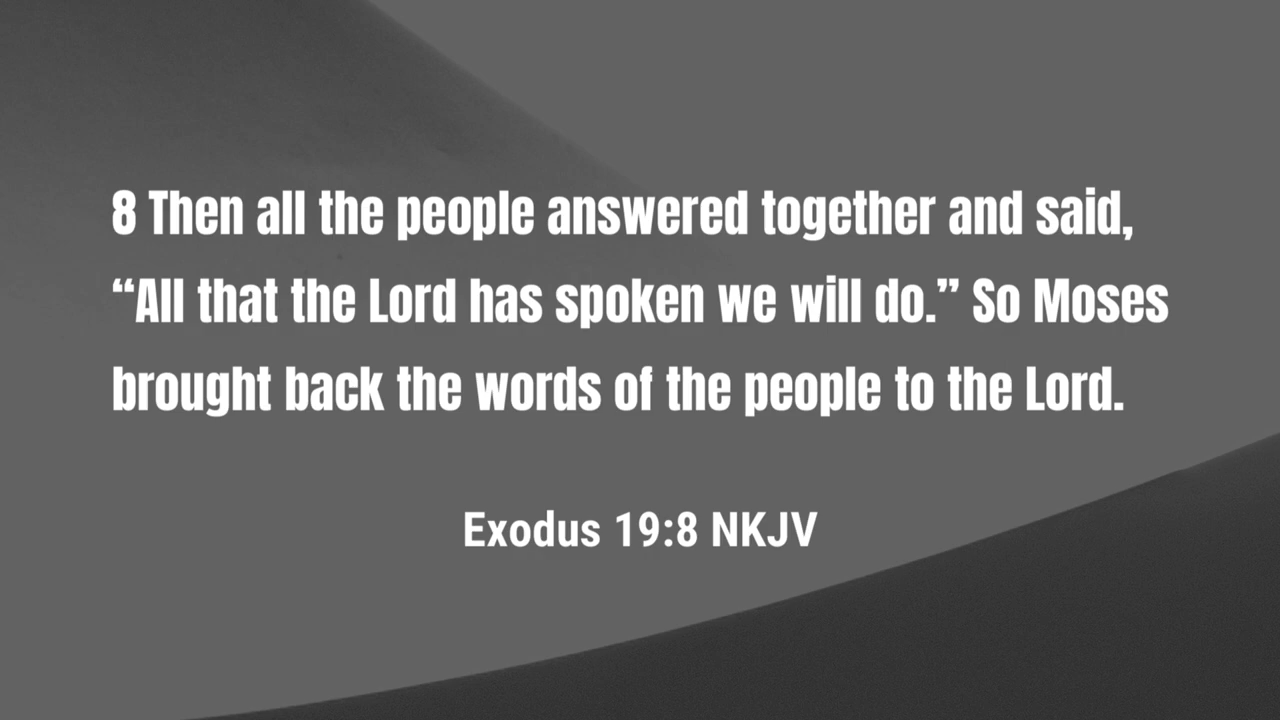 8 Then all the people answered together and said,
“All that the Lord has spoken we will do.” So Moses
brought back the words of the people to the Lord.
Exodus 19:8 NKJV